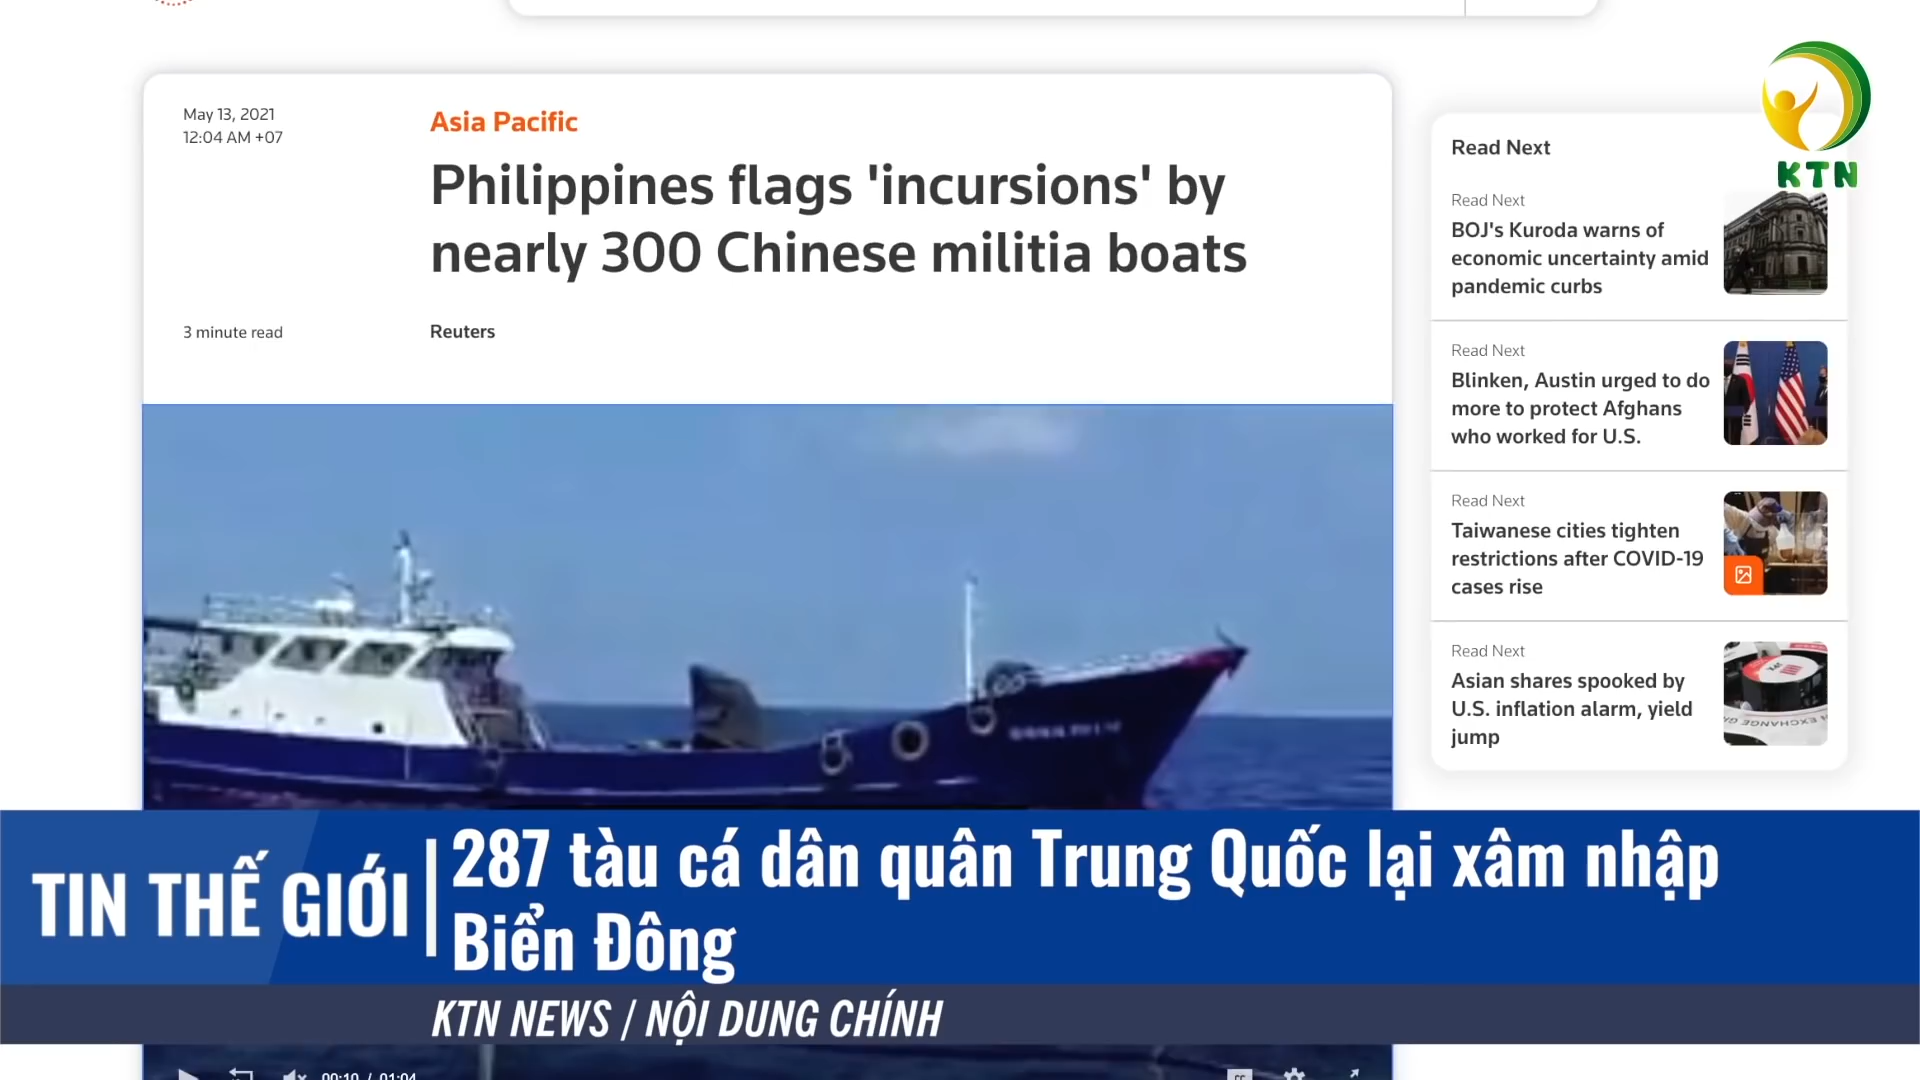 May 13, 2021
12:04 AM +07
Asia Pacific
Philippines flags 'incursions' by
nearly 300 Chinese militia boats
3 minute read
Reuters
KTN
Read Next
Read Next
BOJ's Kuroda warns of
economic uncertainty amid
pandemic curbs
Read Next
Blinken, Austin urged to do
more to protect Afghans
who worked for U.S.
Read Next
Taiwanese cities tighten
restrictions after COVID-19
cases rise
Read Next
Asian shares spooked by
U.S. inflation alarm, yield
jump
TIN THẾ GIỚI
287 tàu cá dân quân Trung Quốc lại xâm nhập
Biển Đông
KTN NEWS / NỘI DUNG CHÍNH
00:10 / 01:04